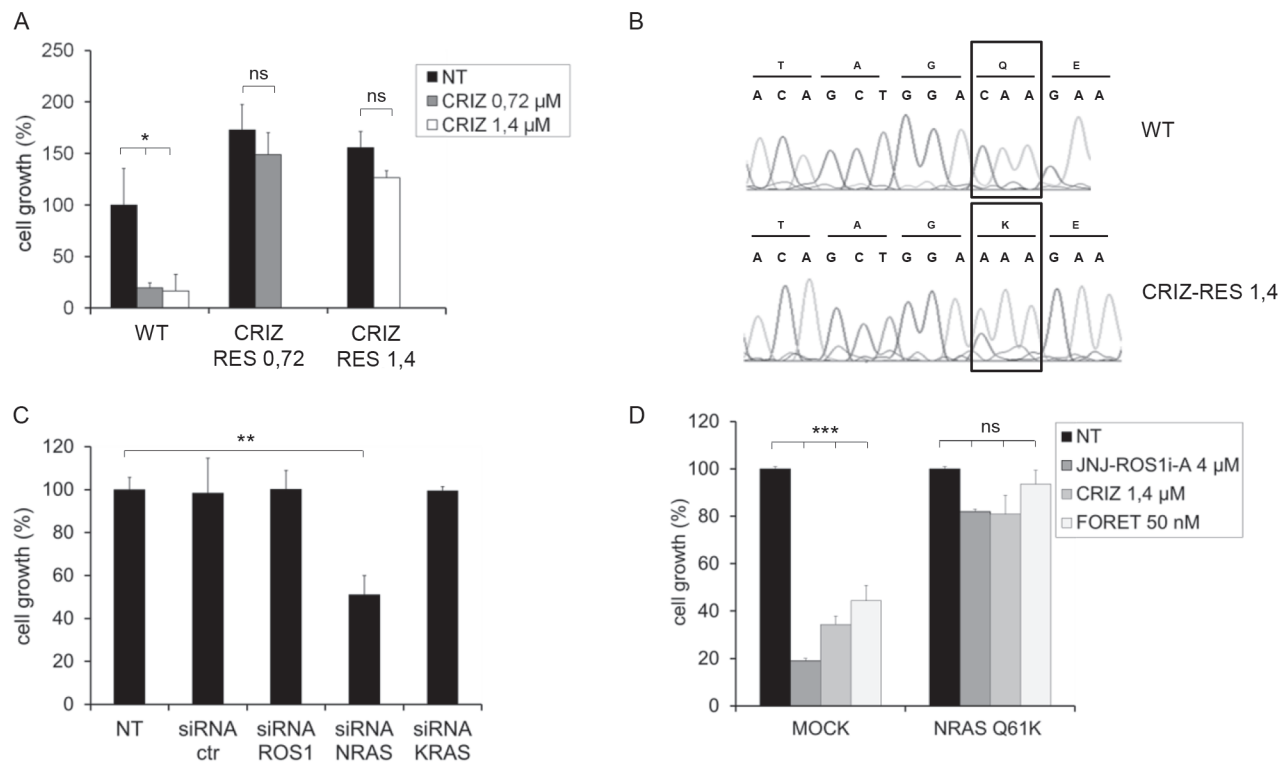 A
250
200
150
100
50
0
cell growth (%)
*
ns
ns
NT
CRIZ 0,72 µM
CRIZ 1,4 µM
WT
CRIZ
RES 0,72
CRIZ
RES 1,4
B
T A G Q E
A C A G C T G G A C A A G A A
WT
T A G K E
A C A G C T G G A A A A G A A
CRIZ-RES 1,4
C
120
100
80
60
40
20
0
cell growth (%)
**
NT
siRNA
ctr
siRNA
ROS1
siRNA
NRAS
siRNA
KRAS
D
120
100
80
60
40
20
0
cell growth (%)
***
ns
NT
JNJ-ROS1i-A 4 µM
CRIZ 1,4 µM
FORET 50 nM
MOCK
NRAS Q61K